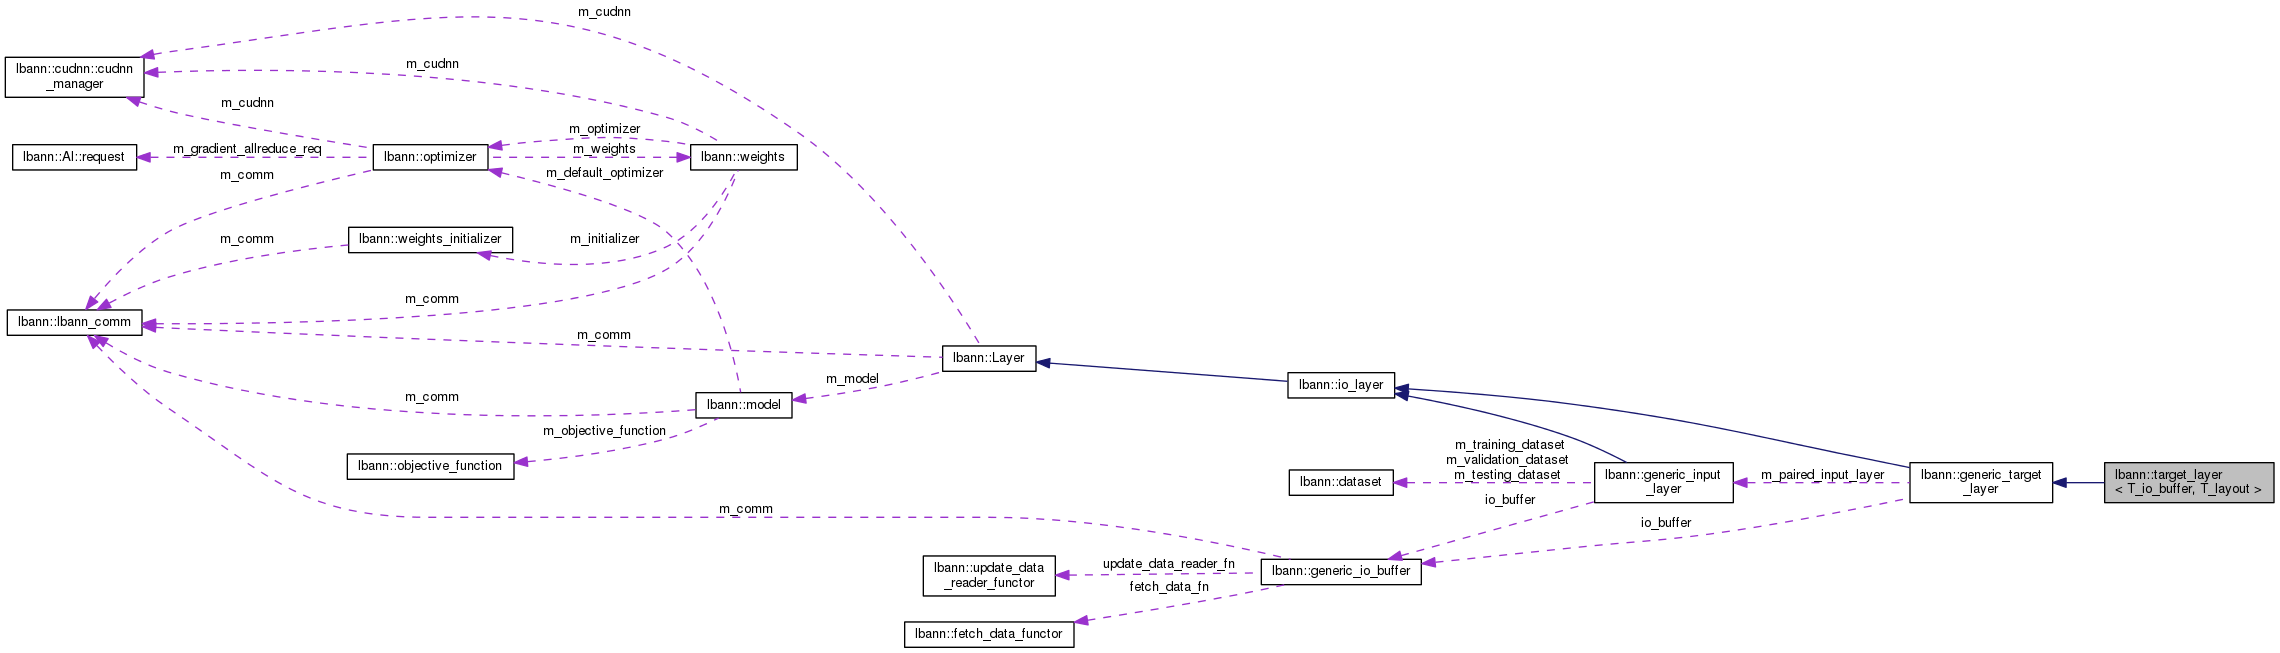 m_cudnn
lbann::cudnn::cudnn
_manager
m_cudnn
m_cudnn
m_optimizer
lbann::Al::request
m_gradient_allreduce_req
lbann::optimizer
m_weights
lbann::weights
m_comm
m_default_optimizer
m_comm
lbann::weights_initializer
m_initializer
m_comm
lbann::lbann_comm
m_comm
lbann::Layer
m_model
lbann::io_layer
m_comm
lbann::model
m_objective_function
lbann::objective_function
m_training_dataset
m_validation_dataset
m_testing_dataset
lbann::dataset
lbann::generic_input
_layer
m_paired_input_layer
lbann::generic_target
_layer
lbann::target_layer
< T_io_buffer, T_layout >
io_buffer
m_comm
io_buffer
lbann::update_data
_reader_functor
update_data_reader_fn
lbann::generic_io_buffer
fetch_data_fn
lbann::fetch_data_functor